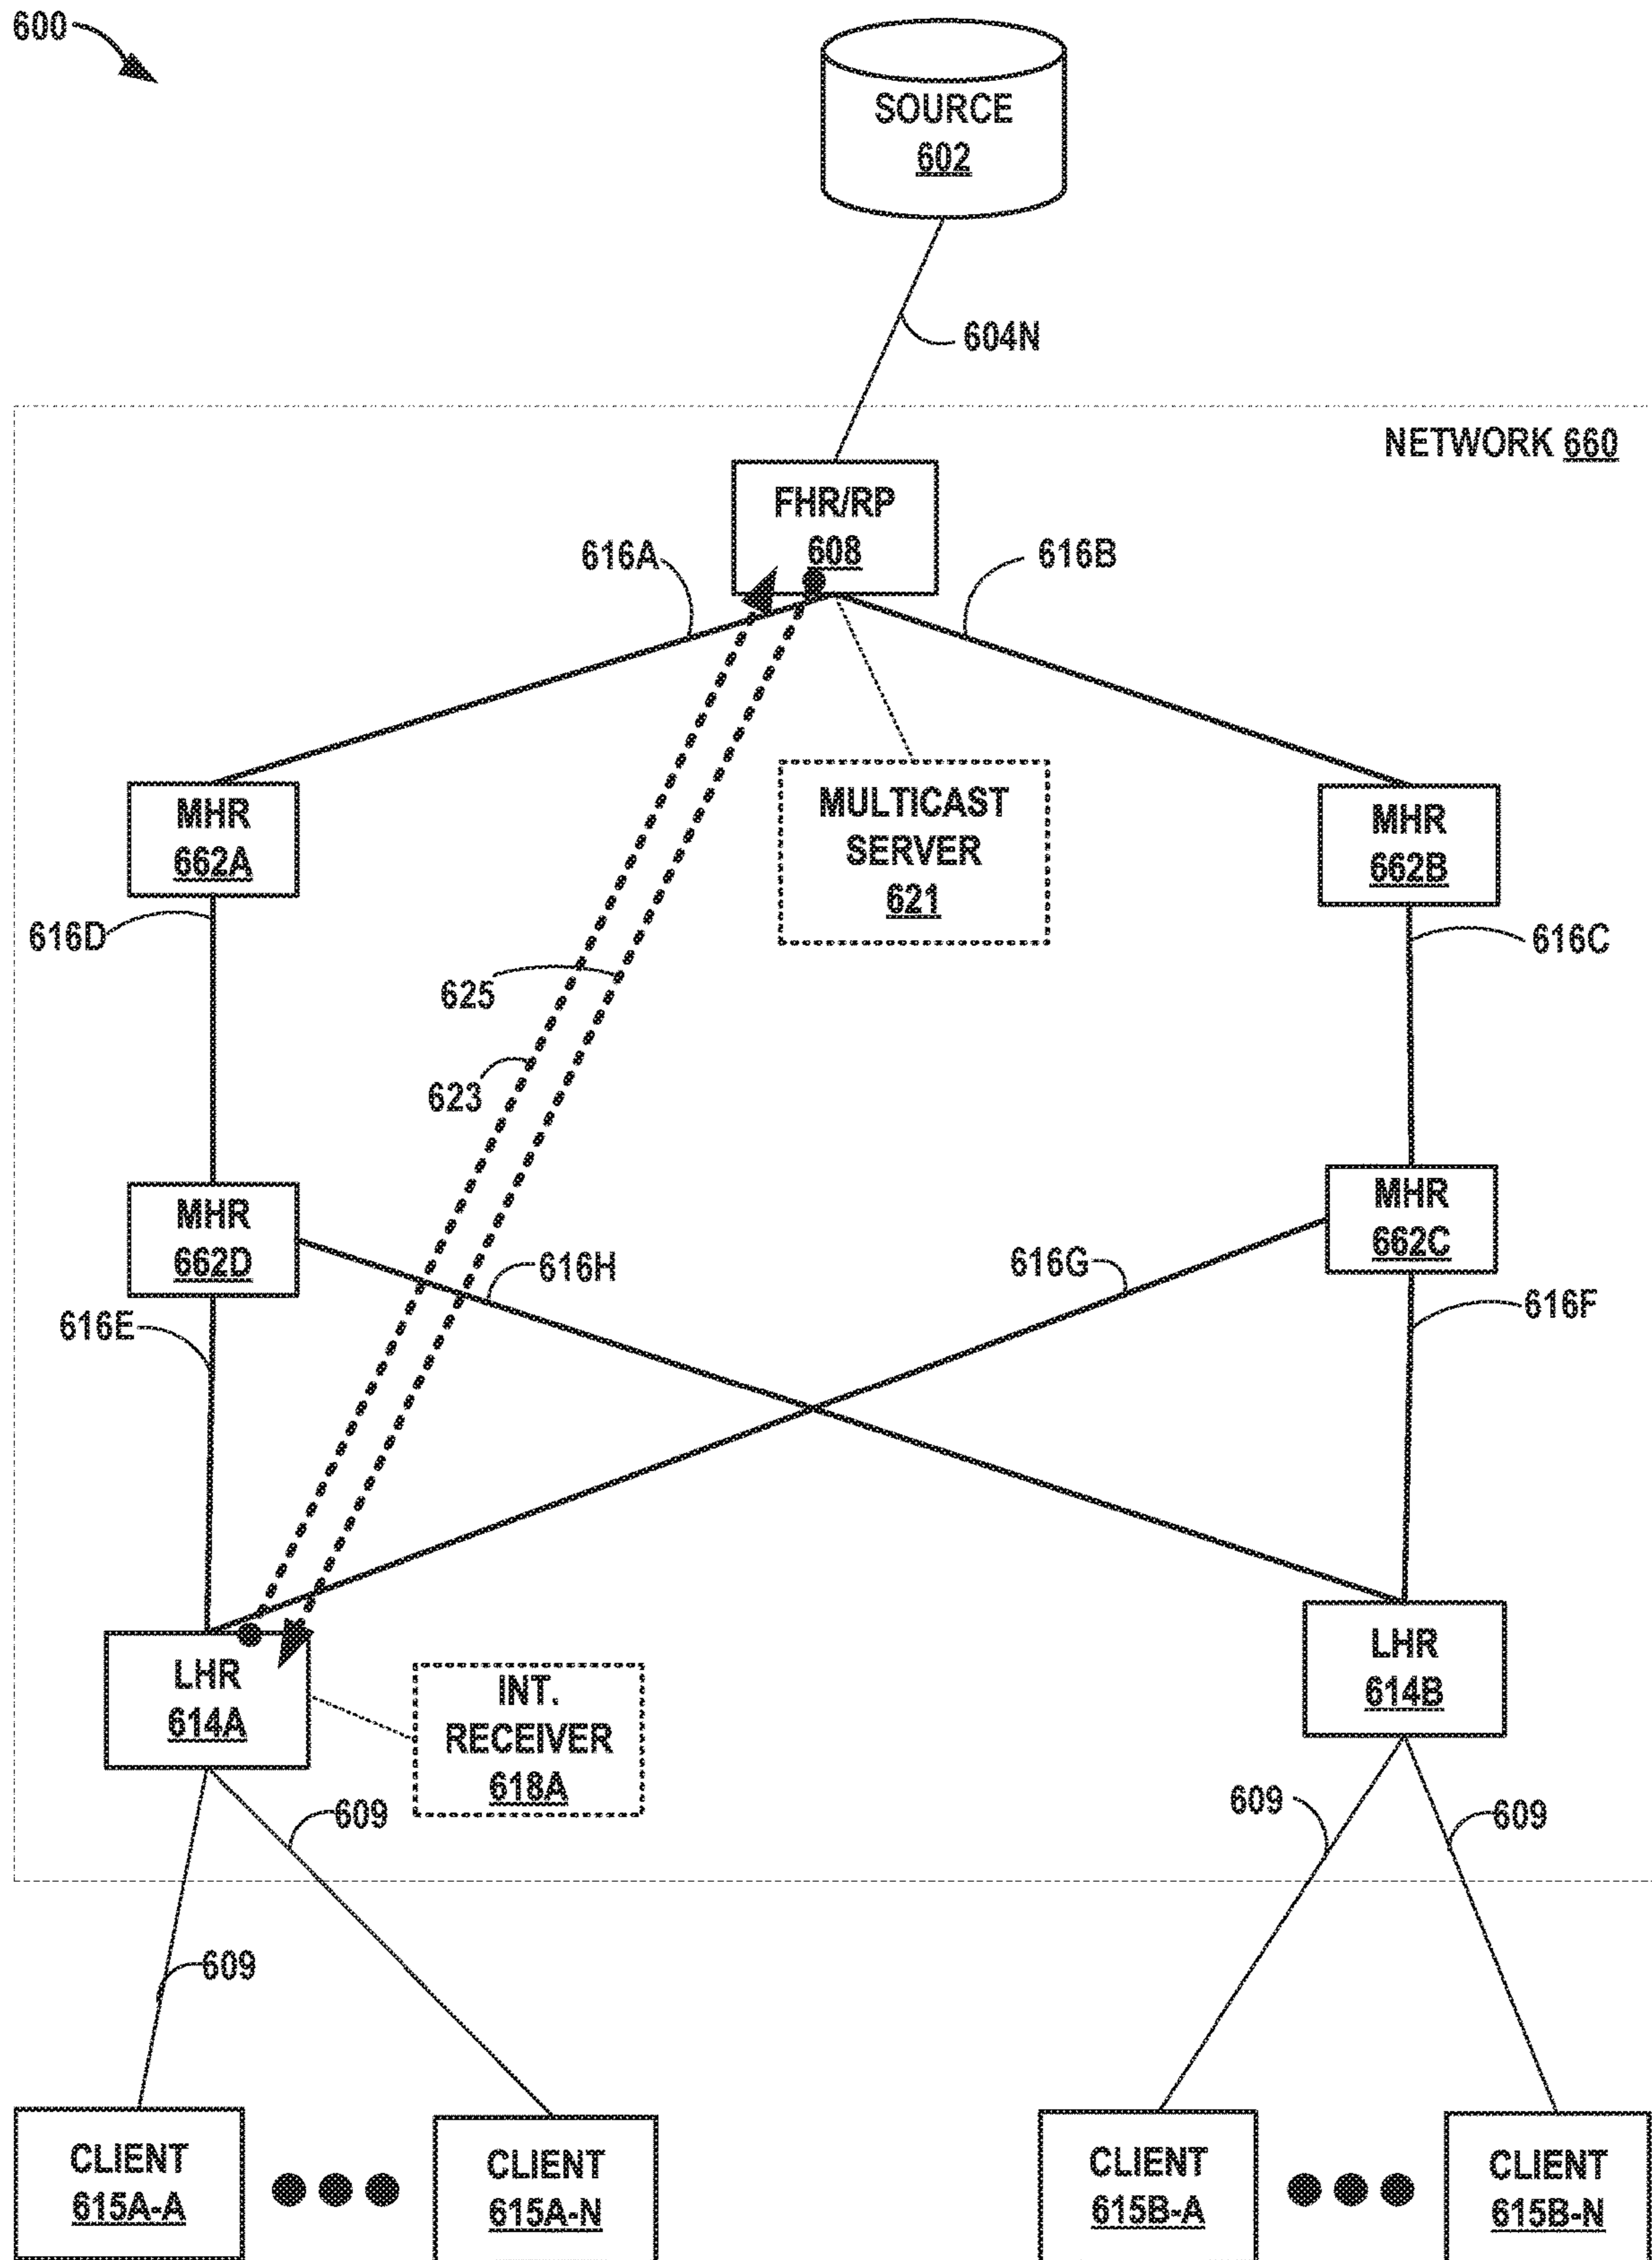 600
SOURCE
602
604N
NETWORK 660
FHR/RP
608
616A
616B
MHR
662A
MULTICAST
SERVER
621
MHR
662B
616D
616C
625
623
MHR
662D
MHR
662C
616H
616G
616E
616F
LHR
614A
INT.
RECEIVER
618A
LHR
614B
609
609
609
609
CLIENT
615A-A
CLIENT
615A-N
CLIENT
615B-A
CLIENT
615B-N